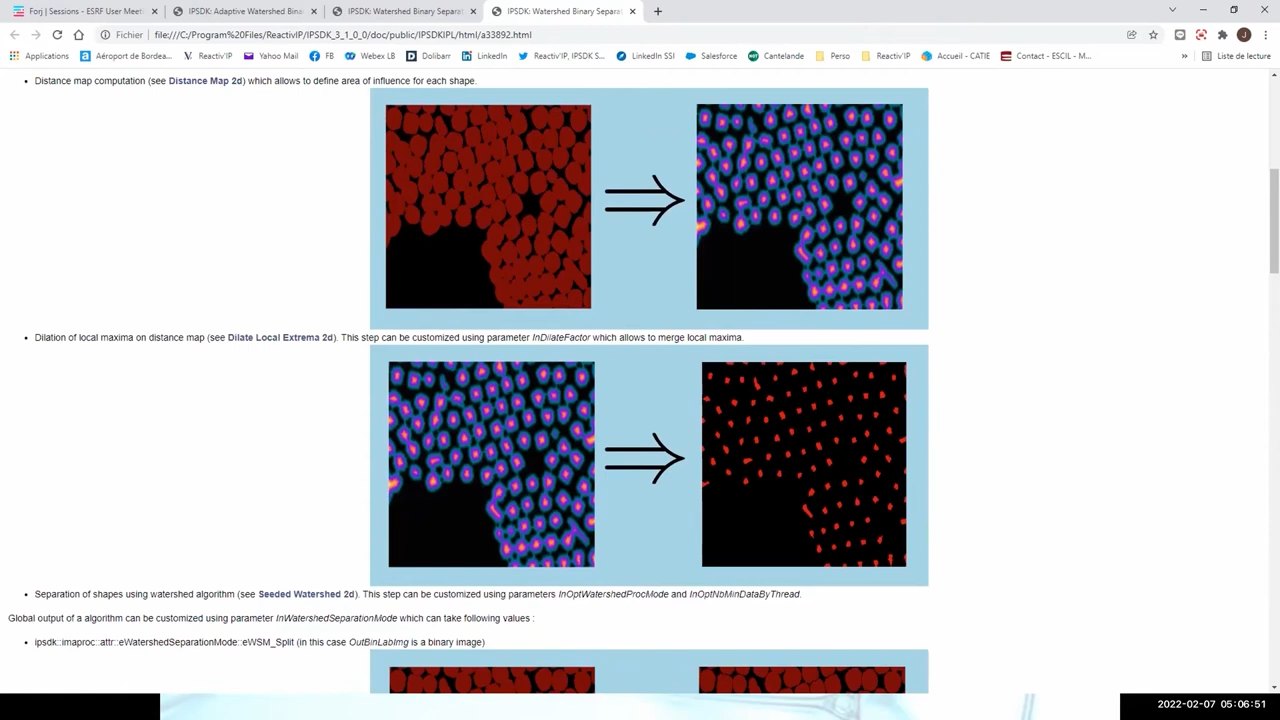 Forj | Sessions - ESRF User Meeti
IPSDK: Adaptive Watershed Binar
IPSDK: Watershed Binary Separat
IPSDK: Watershed Binary Separat
Fichier
file:///C:/Program%20Files/ReactivIP/IPSDK_3_1_0_0/doc/public/IPSDKIPL/html/a33892.html
Applications
Aéroport de Bordea...
Reactiv'IP
Yahoo Mail
FB
Webex LB
Dolibarr
LinkedIn
Reactiv'IP, IPSDK S...
LinkedIn SSI
Salesforce
Cantelande
Perso
Reactiv'IP
Accueil - CATIE
Contact - ESCIL - M...
»
Liste de lecture
Distance map computation (see Distance Map 2d) which allows to define area of influence for each shape.
Dilation of local maxima on distance map (see Dilate Local Extrema 2d). This step can be customized using parameter InDilateFactor which allows to merge local maxima.
Separation of shapes using watershed algorithm (see Seeded Watershed 2d). This step can be customized using parameters InOptWatershedProcMode and InOptNbMinDataByThread.
Global output of a algorithm can be customized using parameter InWatershedSeparationMode which can take following values :
ipsdk::imaproc::attr::eWatershedSeparationMode::eWSM_Split (in this case OutBinLabImg is a binary image)
2022-02-07 05:06:51